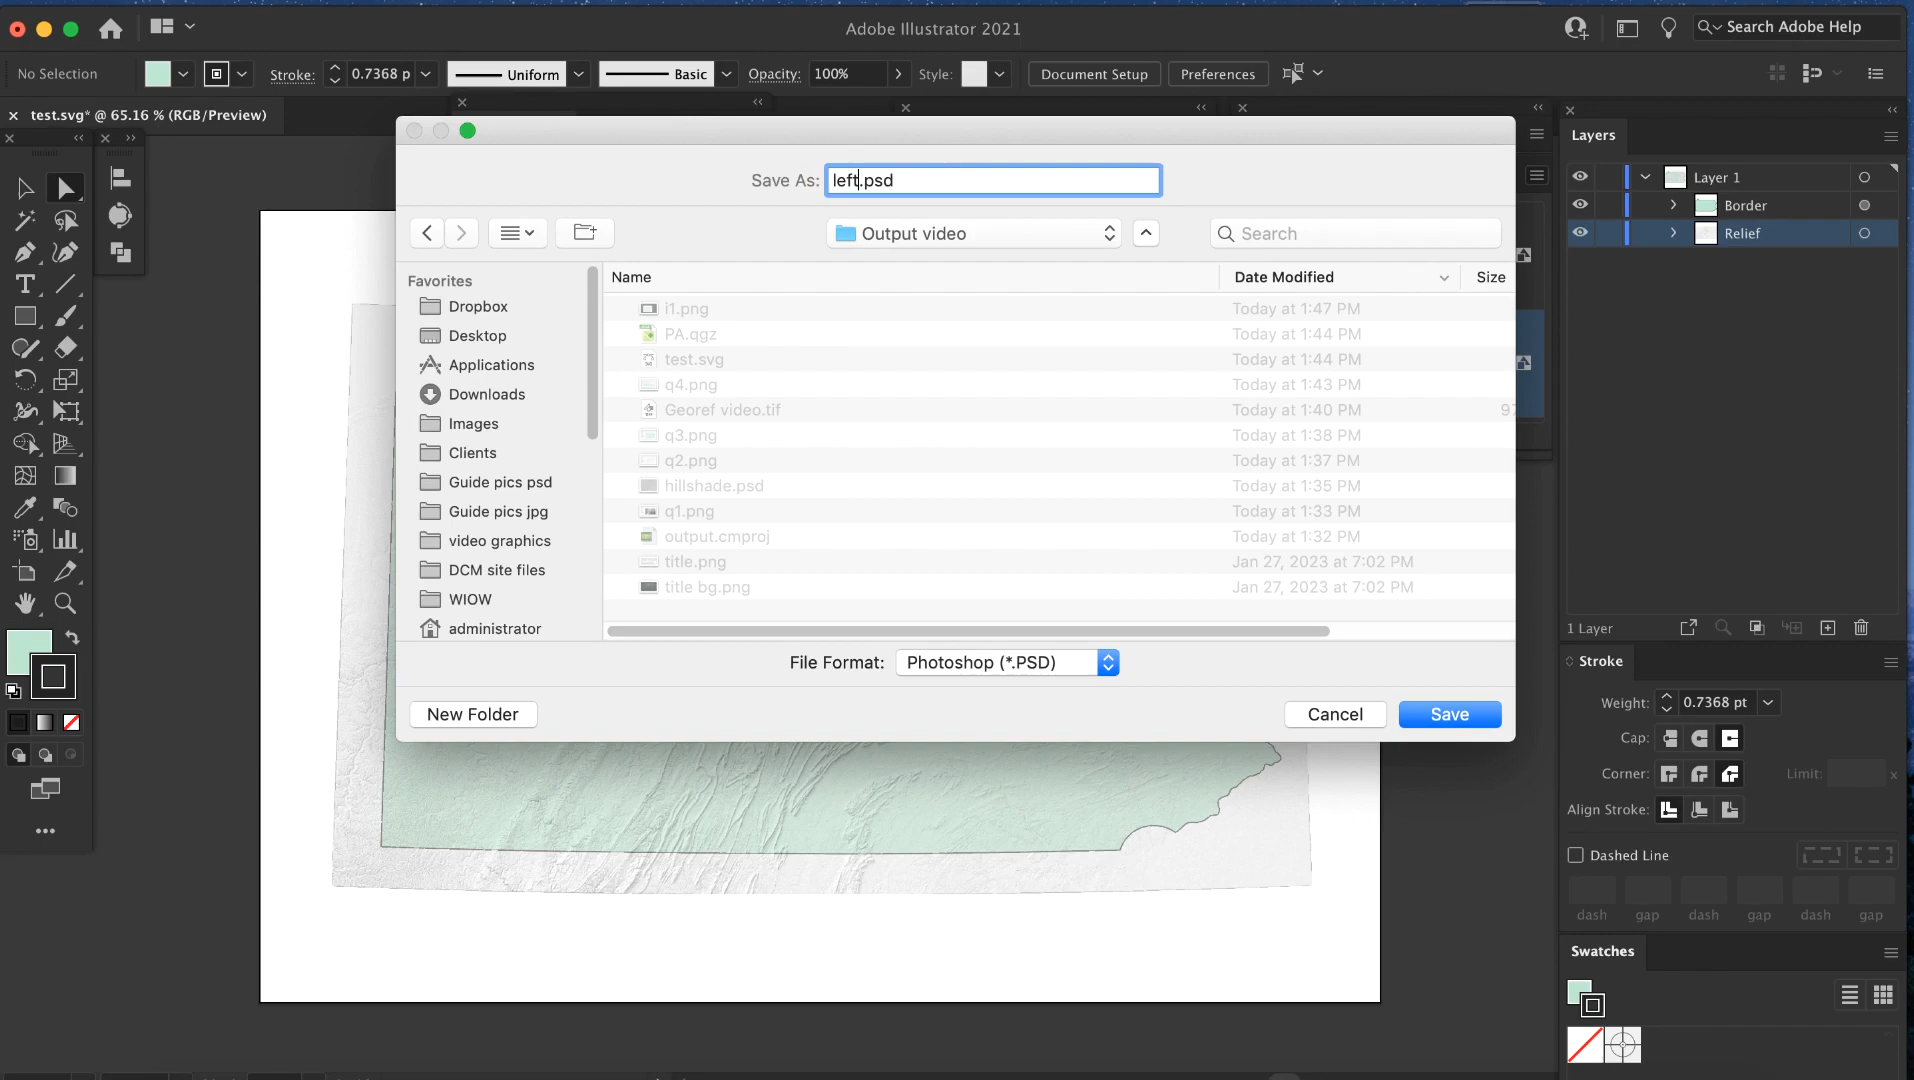 Adobe Illustrator 2021
Search Adobe Help
No Selection
Stroke:
0.7368 p
Uniform
Basic
Opacity:
100%
Style:
Document Setup
Preferences
test.svg* @ 65.16 % (RGB/Preview)
Save As:
left.psd
Output video
Search
Favorites
Dropbox
Desktop
Applications
Downloads
Images
Clients
Guide pics psd
Guide pics jpg
video graphics
DCM site files
WIOW
administrator
Name Date Modified Size
i1.png Today at 1:47 PM
PA.qgz Today at 1:44 PM
test.svg Today at 1:44 PM
q4.png Today at 1:43 PM
Georef video.tif Today at 1:40 PM 97
q3.png Today at 1:38 PM
q2.png Today at 1:37 PM
hillshade.psd Today at 1:35 PM
q1.png Today at 1:33 PM
output.cmproj Today at 1:32 PM
title.png Jan 27, 2023 at 7:02 PM
title bg.png Jan 27, 2023 at 7:02 PM
File Format: Photoshop (*.PSD)
New Folder
Cancel
Save
Layers
Layer 1
Border
Relief
1 Layer
Stroke
Weight: 0.7368 pt
Cap:
Corner:
Limit:
x
Align Stroke:
Dashed Line
dash gap dash gap dash gap
Swatches